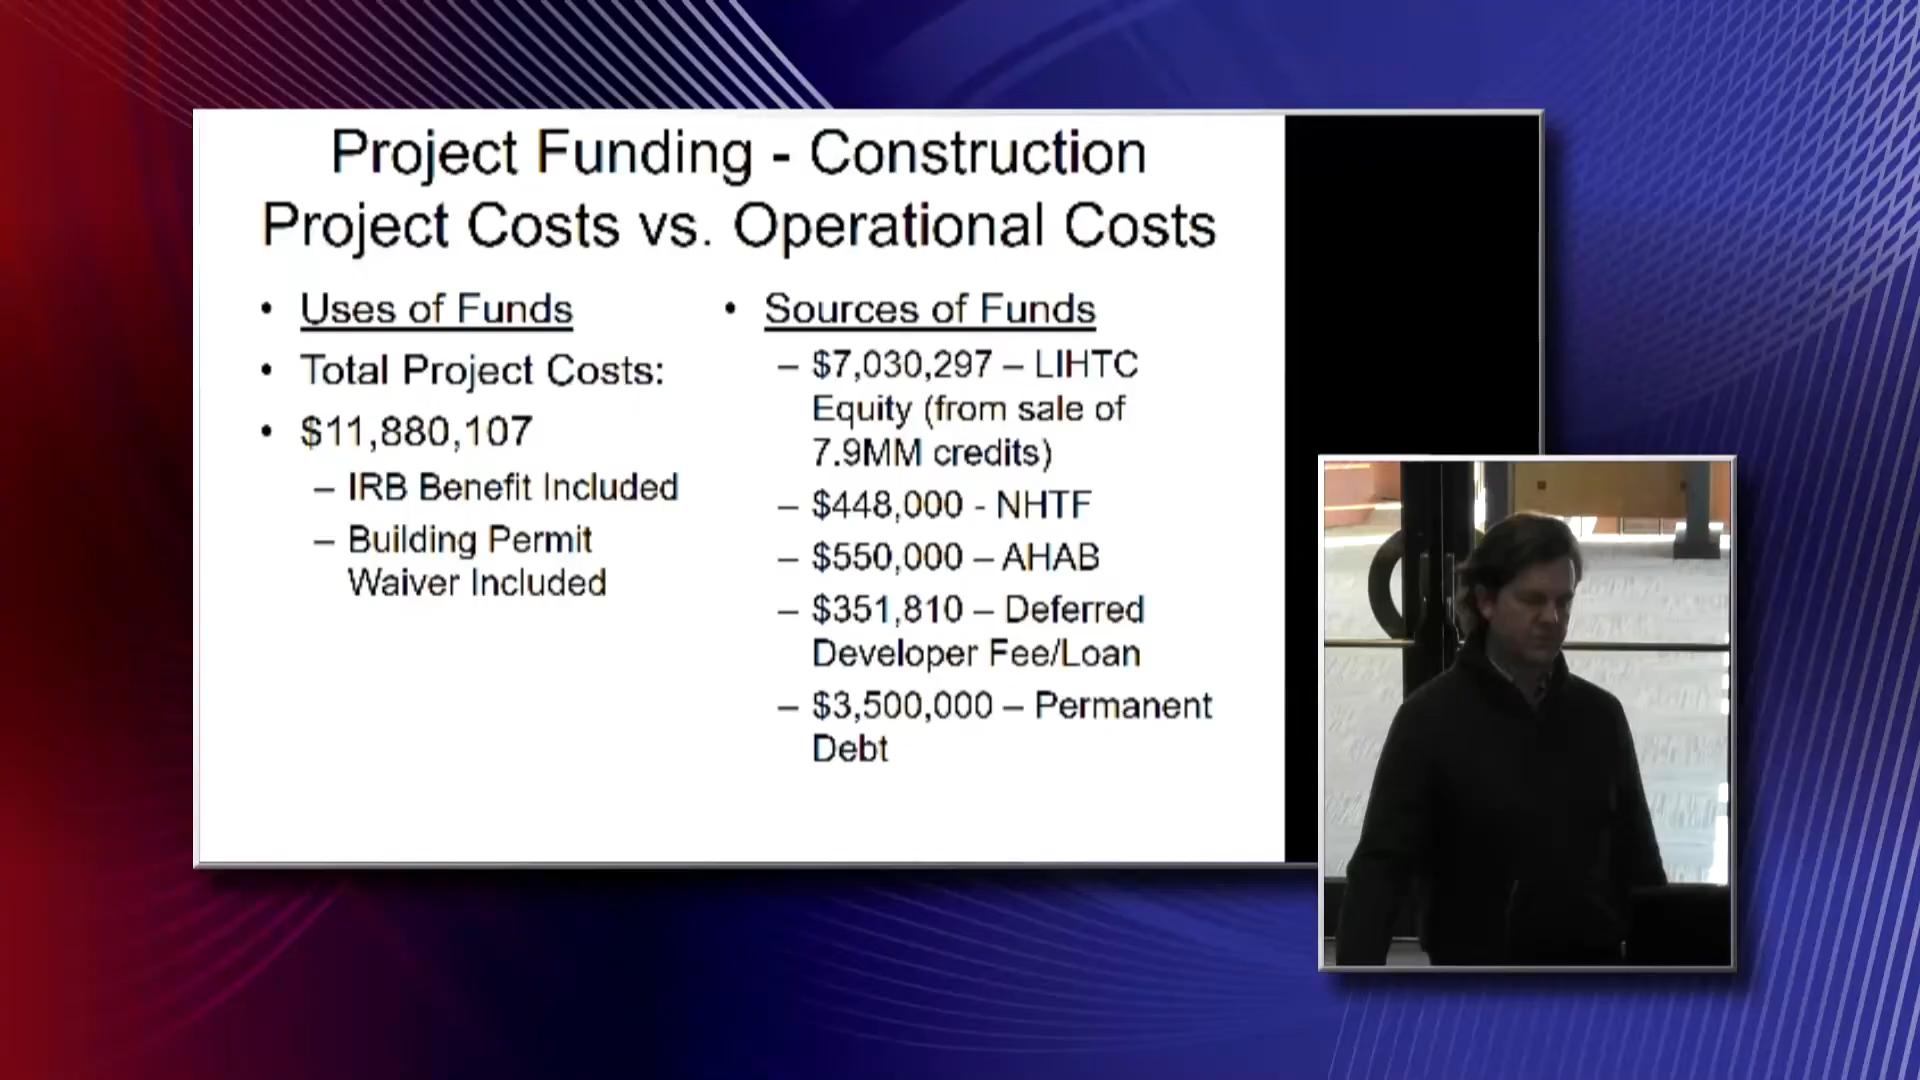 Project Funding - Construction
Project Costs vs. Operational Costs
• Uses of Funds
• Total Project Costs:
• $11,880,107
– IRB Benefit Included
– Building Permit
Waiver Included
• Sources of Funds
– $7,030,297 – LIHTC
Equity (from sale of
7.9MM credits)
– $448,000 - NHTF
– $550,000 – AHAB
– $351,810 – Deferred
Developer Fee/Loan
– $3,500,000 – Permanent
Debt